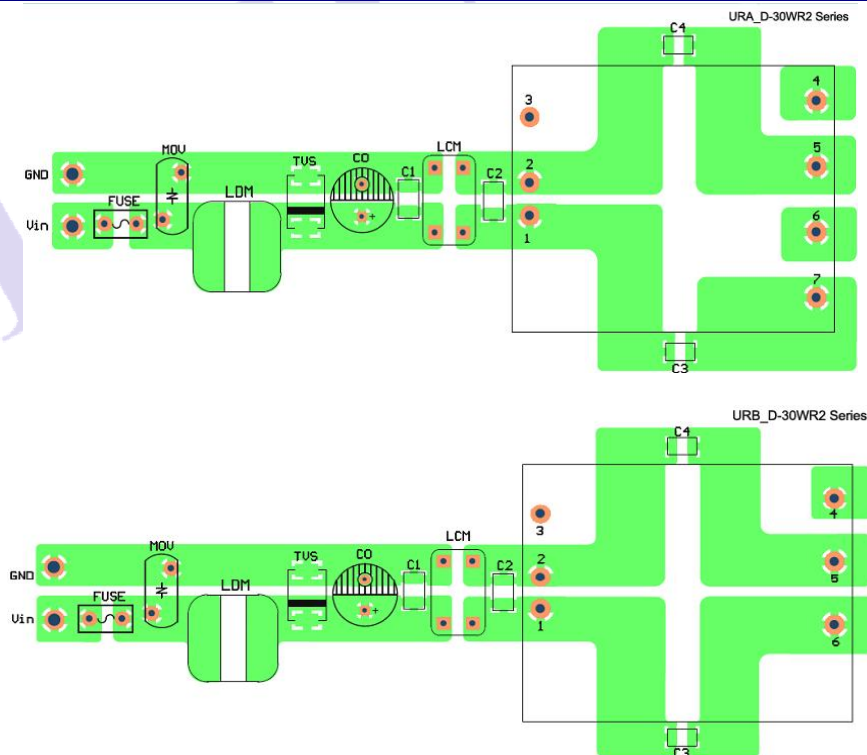 URA_D-30WR2 Series
C4
4
3
MOV
LCM
5
TVS
CO
C1
C2
2
GND
FUSE
LDM
6
Vin
+
1
7
C3
URB_D-30WR2 Series
C4
4
3
MOV
LCM
TVS
CO
C1
C2
2
GND
5
FUSE
LDM
Vin
+
1
6
C3